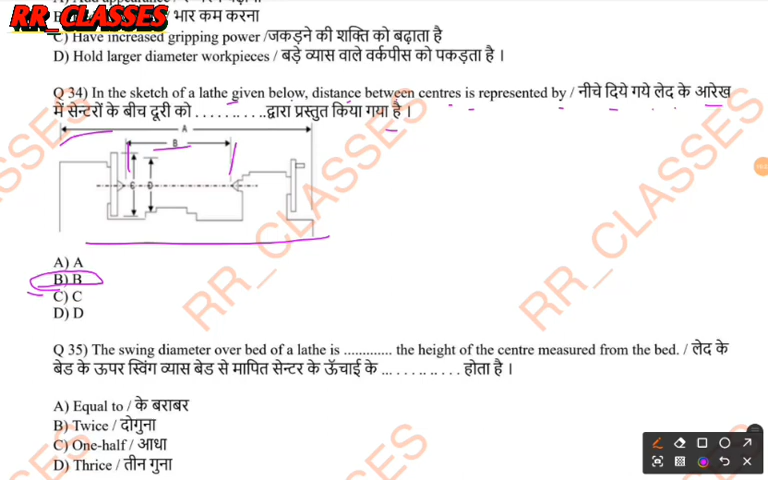 RR_CLASSES
भार कम करना
C) Have increased gripping power /जकड़ने की शक्ति को बढ़ाता है
D) Hold larger diameter workpieces / बड़े व्यास वाले वर्कपीस को पकड़ता है ।
Q 34) In the sketch of a lathe given below, distance between centres is represented by / नीचे दिये गये लेद के आरेख
में सेन्टरों के बीच दूरी को . . . . . .. .. . ..द्वारा प्रस्तुत किया गया है ।
A
B
C D
A) A
B) B
C) C
D) D
Q 35) The swing diameter over bed of a lathe is ............. the height of the centre measured from the bed. / लेद के
बेड के ऊपर स्विंग व्यास बेड से मापित सेन्टर के ऊँचाई के ... . . .. .. . . . . होता है ।
A) Equal to / के बराबर
B) Twice / दोगुना
C) One-half / आधा
D) Thrice / तीन गुना
RR_CLASSES
RR_CLASSES